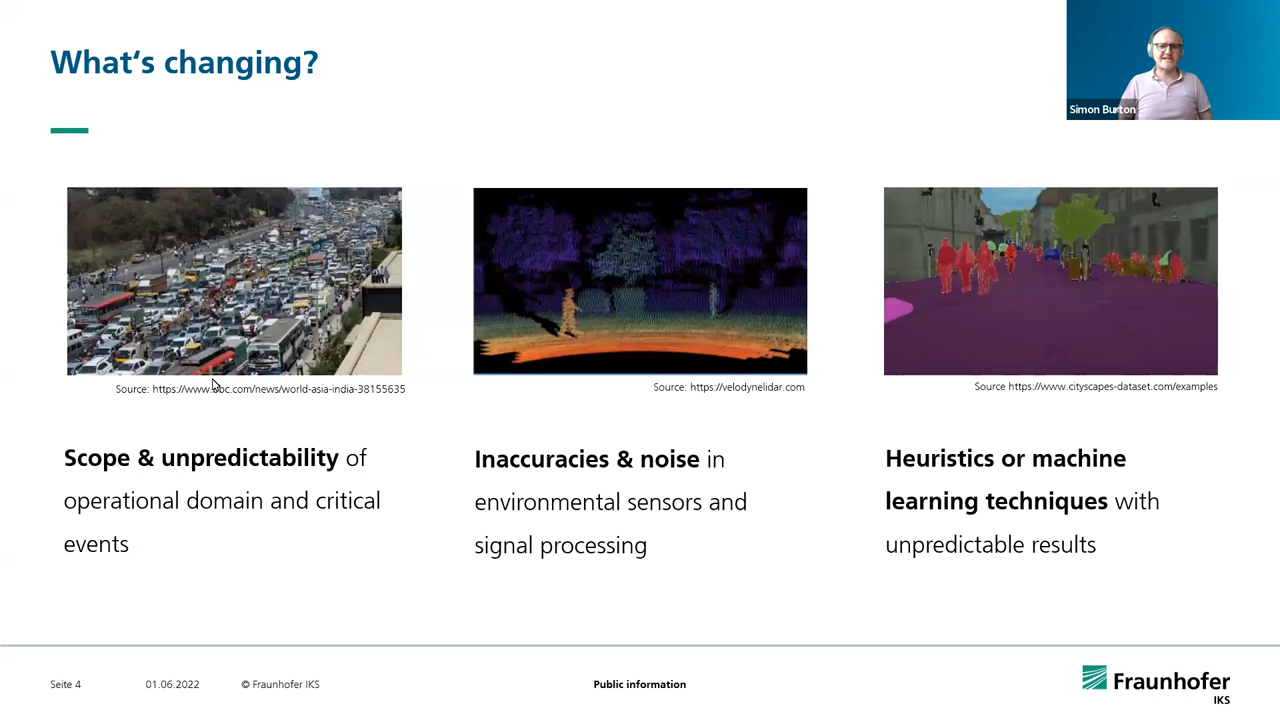 What‘s changing?
Simon Burton
Source: https://www.bbc.com/news/world-asia-india-38155635
Source: https://velodynelidar.com
Source https://www.cityscapes-dataset.com/examples
Scope & unpredictability of
operational domain and critical
events
Inaccuracies & noise in
environmental sensors and
signal processing
Heuristics or machine
learning techniques with
unpredictable results
Seite 4
01.06.2022
© Fraunhofer IKS
Public information
Fraunhofer
IKS